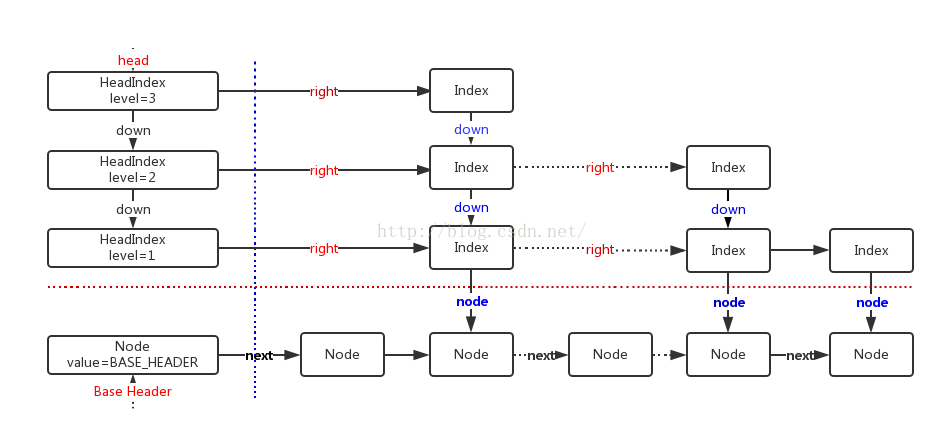 head
HeadIndex
level=3
right
Index
down
down
HeadIndex
level=2
right
Index
right
Index
down
down
down
http://blog.csdn.net/
HeadIndex
level=1
right
Index
right
Index
Index
node
node
node
Node
value=BASE_HEADER
next
Node
Node
next
Node
Node
next
Node
Base Header